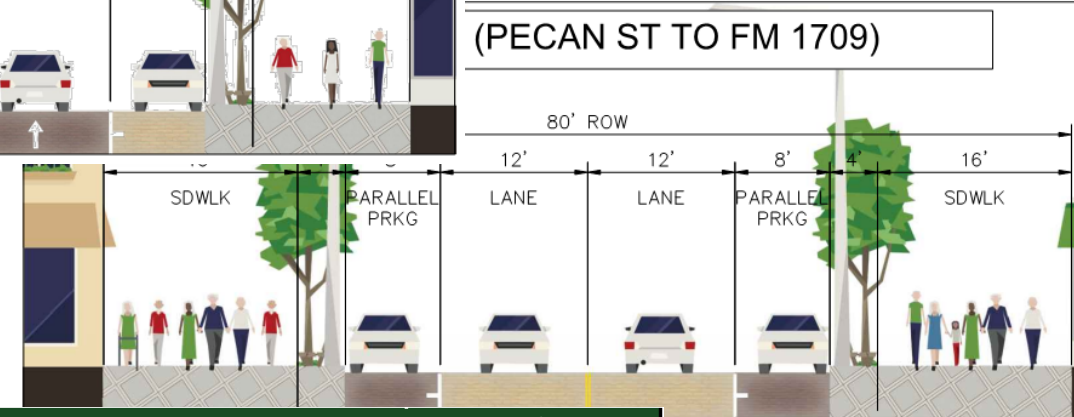 (PECAN ST TO FM 1709)
80' ROW
12' 12' 8' 4' 16'
SDWLK PARALLEL LANE LANE PARALLEL SDWLK
PRKG PRKG